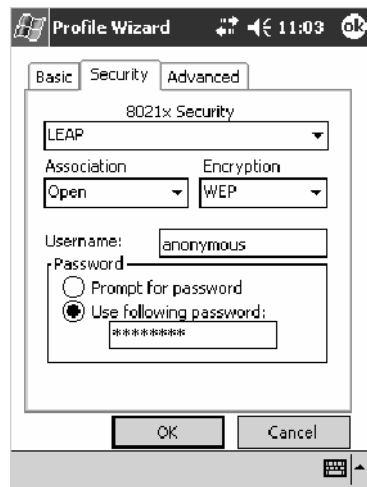 Profile Wizard 11:03 ok
Basic Security Advanced
8021x Security
LEAP
Association Encryption
Open WEP
Username: anonymous
Password
Prompt for password
Use following password:
********
OK Cancel